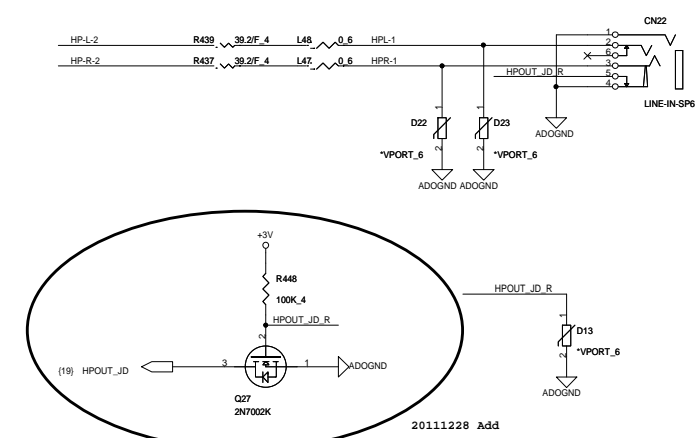 CN22
HP-L-2 R439 39.2/F_4 L48 0_6 HPL-1 1
2
6
HP-R-2 R437 39.2/F_4 L47 0_6 HPR-1 3
HPOUT_JD_R 5
4
LINE-IN-SP6
1 1
D22 D23 ADOGND
2 2
*VPORT_6 *VPORT_6
ADOGND ADOGND
+3V
R448
100K_4
HPOUT_JD_R
HPOUT_JD_R
2 1
D13
*VPORT_6
2
{19} HPOUT_JD 3 1 ADOGND
ADOGND
Q27
2N7002K
20111228 Add